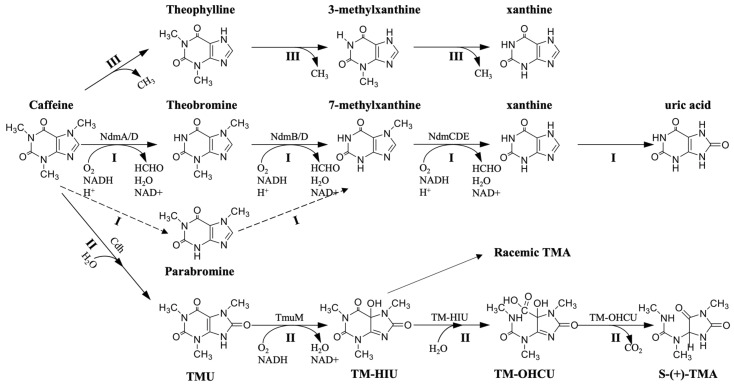 Theophylline
3-methylxanthine
xanthine
III
CH₃
III
CH₃
III
CH₃
Caffeine
Theobromine
7-methylxanthine
xanthine
uric acid
NdmA/D
I
O₂
NADH
H⁺
HCHO
H₂O
NAD+
NdmB/D
I
O₂
NADH
H⁺
HCHO
H₂O
NAD+
NdmCDE
I
O₂
NADH
H⁺
HCHO
H₂O
NAD+
I
I
I
Parabromine
II
Cdh
H₂O
Racemic TMA
TMU
TmuM
II
O₂
NADH
H₂O
NAD+
TM-HIU
TM-HIU
II
H₂O
TM-OHCU
TM-OHCU
II
CO₂
S-(+)-TMA